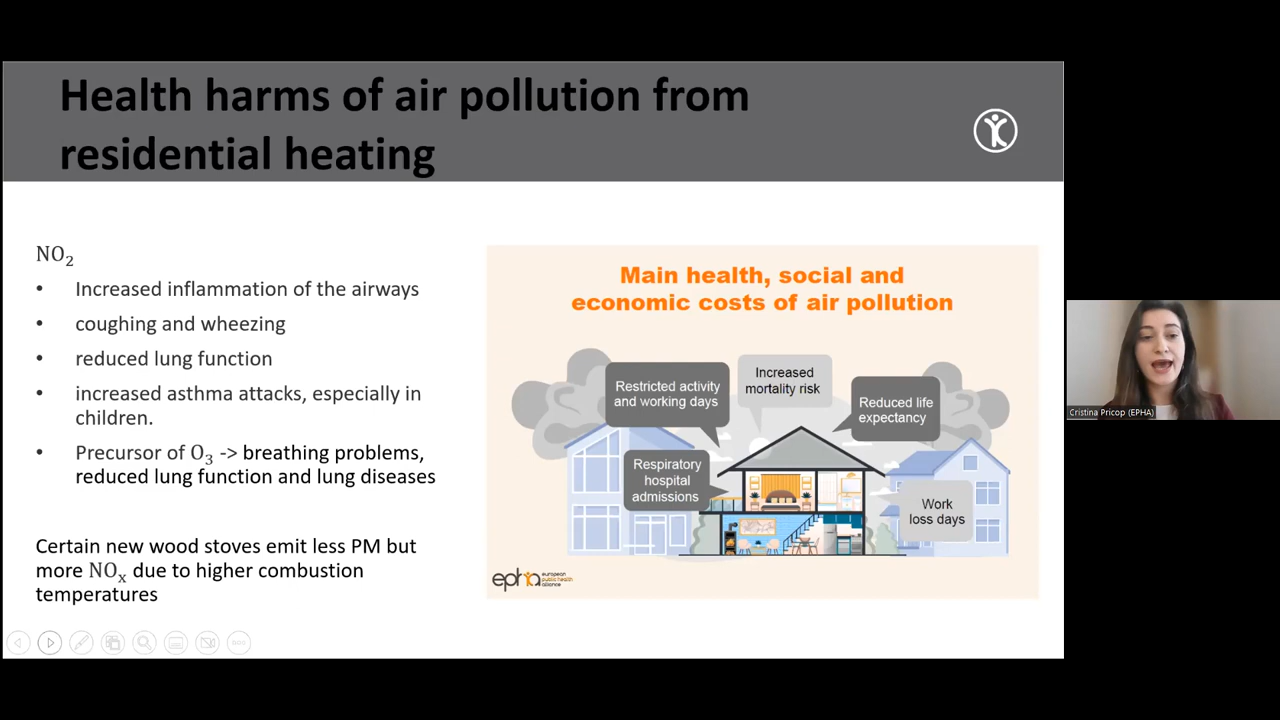 Health harms of air pollution from
residential heating
NO₂
• Increased inflammation of the airways
• coughing and wheezing
• reduced lung function
• increased asthma attacks, especially in
children.
• Precursor of O₃ -> breathing problems,
reduced lung function and lung diseases
Certain new wood stoves emit less PM but
more NOₓ due to higher combustion
temperatures
Main health, social and
economic costs of air pollution
Restricted activity
and working days
Increased
mortality risk
Reduced life
expectancy
Respiratory
hospital
admissions
Work
loss days
epha
european
public health
alliance
Cristina Pricop (EPHA)